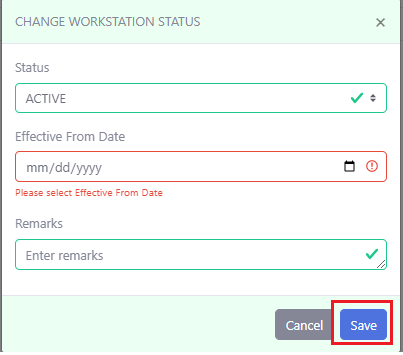 CHANGE WORKSTATION STATUS ×
Status
ACTIVE
Effective From Date
mm/dd/yyyy
Please select Effective From Date
Remarks
Enter remarks
Cancel Save